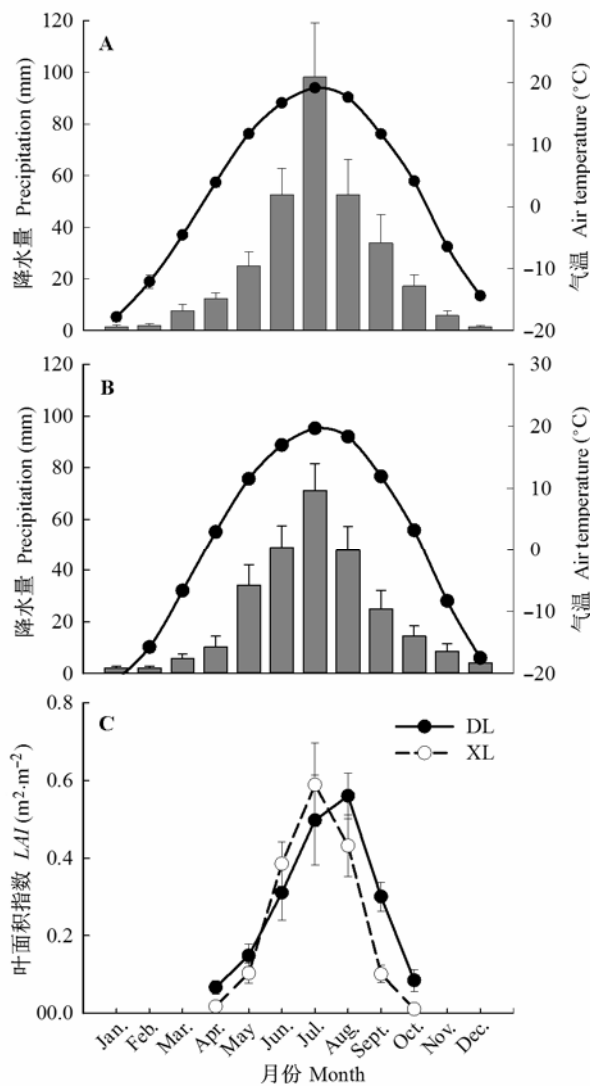 A
降水量 Precipitation (mm)
120
100
80
60
40
20
0
30
20
10
0
−10
−20
气温 Air temperature (°C)
B
降水量 Precipitation (mm)
120
100
80
60
40
20
0
30
20
10
0
−10
−20
气温 Air temperature (°C)
C
叶面积指数 LAI (m²·m⁻²)
0.8
0.6
0.4
0.2
00.0
DL
XL
Jan. Feb. Mar. Apr. May Jun. Jul. Aug. Sept. Oct. Nov. Dec.
月份 Month